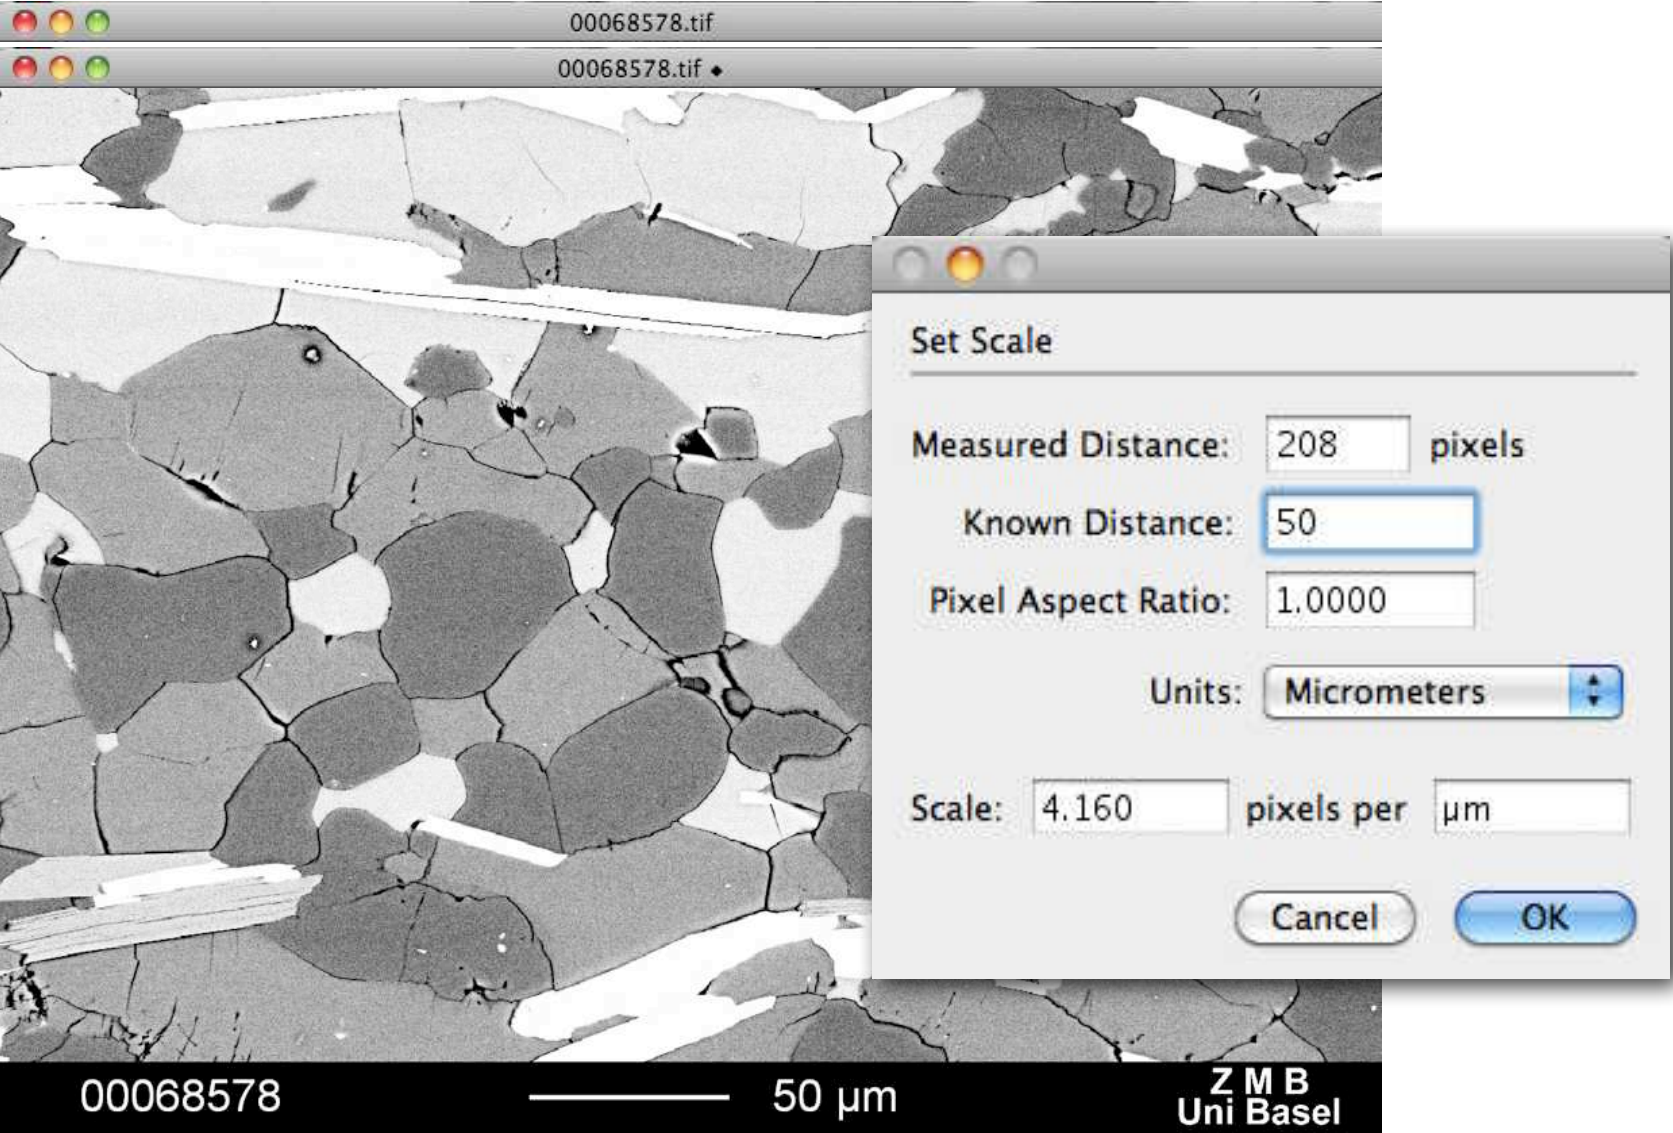 00068578.tif
00068578.tif ◆
Set Scale
Measured Distance: 208 pixels
Known Distance: 50
Pixel Aspect Ratio: 1.0000
Units: Micrometers
Scale: 4.160 pixels per µm
Cancel OK
00068578 50 µm Z M B
Uni Basel